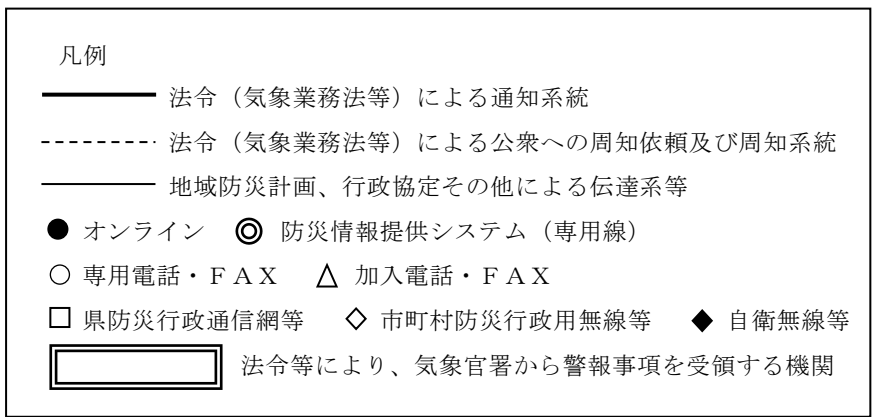 凡例
法令（気象業務法等）による通知系統
法令（気象業務法等）による公衆への周知依頼及び周知系統
地域防災計画、行政協定その他による伝達系等
● オンライン ◎ 防災情報提供システム（専用線）
○ 専用電話・ＦＡＸ △ 加入電話・ＦＡＸ
□ 県防災行政通信網等 ◇ 市町村防災行政用無線等 ◆ 自衛無線等
法令等により、気象官署から警報事項を受領する機関